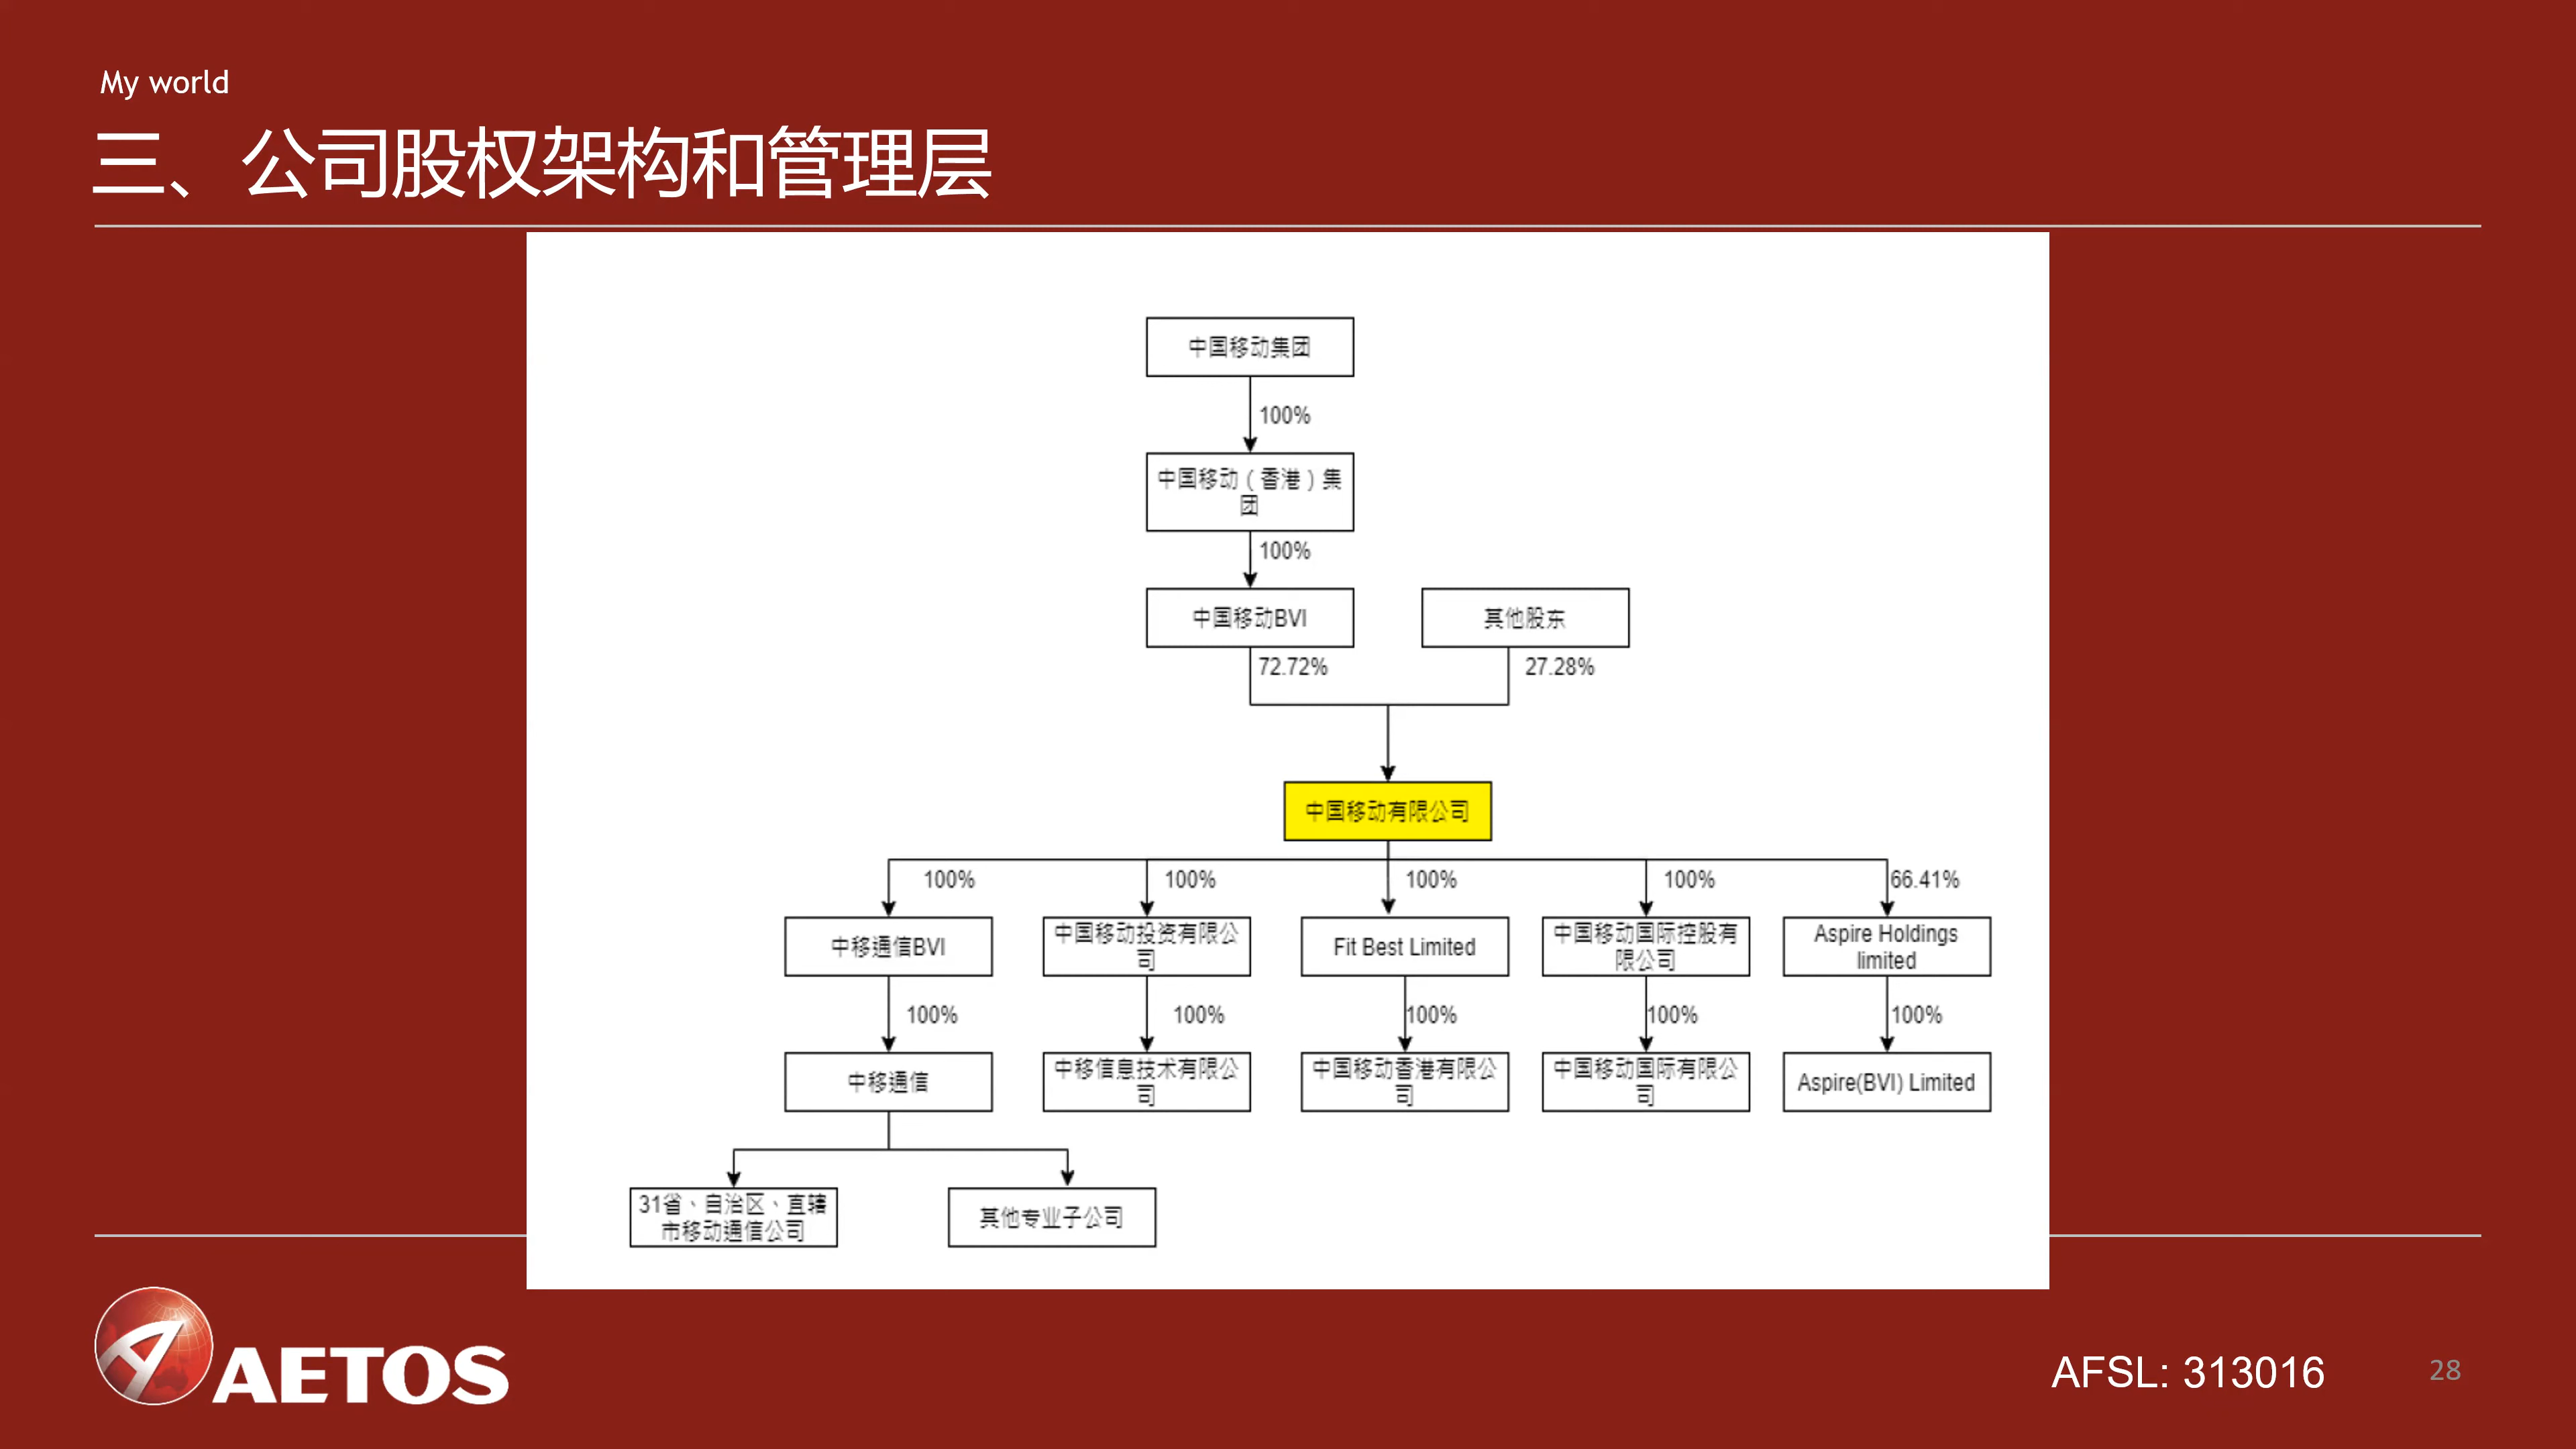 My world
三、公司股权架构和管理层
中国移动集团
100%
中国移动（香港）集
团
100%
中国移动BVI
其他股东
72.72%
27.28%
中国移动有限公司
100%
100%
100%
100%
66.41%
中移通信BVI
中国移动投资有限公
司
Fit Best Limited
中国移动国际控股有
限公司
Aspire Holdings
limited
100%
100%
100%
100%
100%
中移通信
中移信息技术有限公
司
中国移动香港有限公
司
中国移动国际有限公
司
Aspire(BVI) Limited
31省、自治区、直辖
市移动通信公司
其他专业子公司
AETOS
AFSL: 313016
28